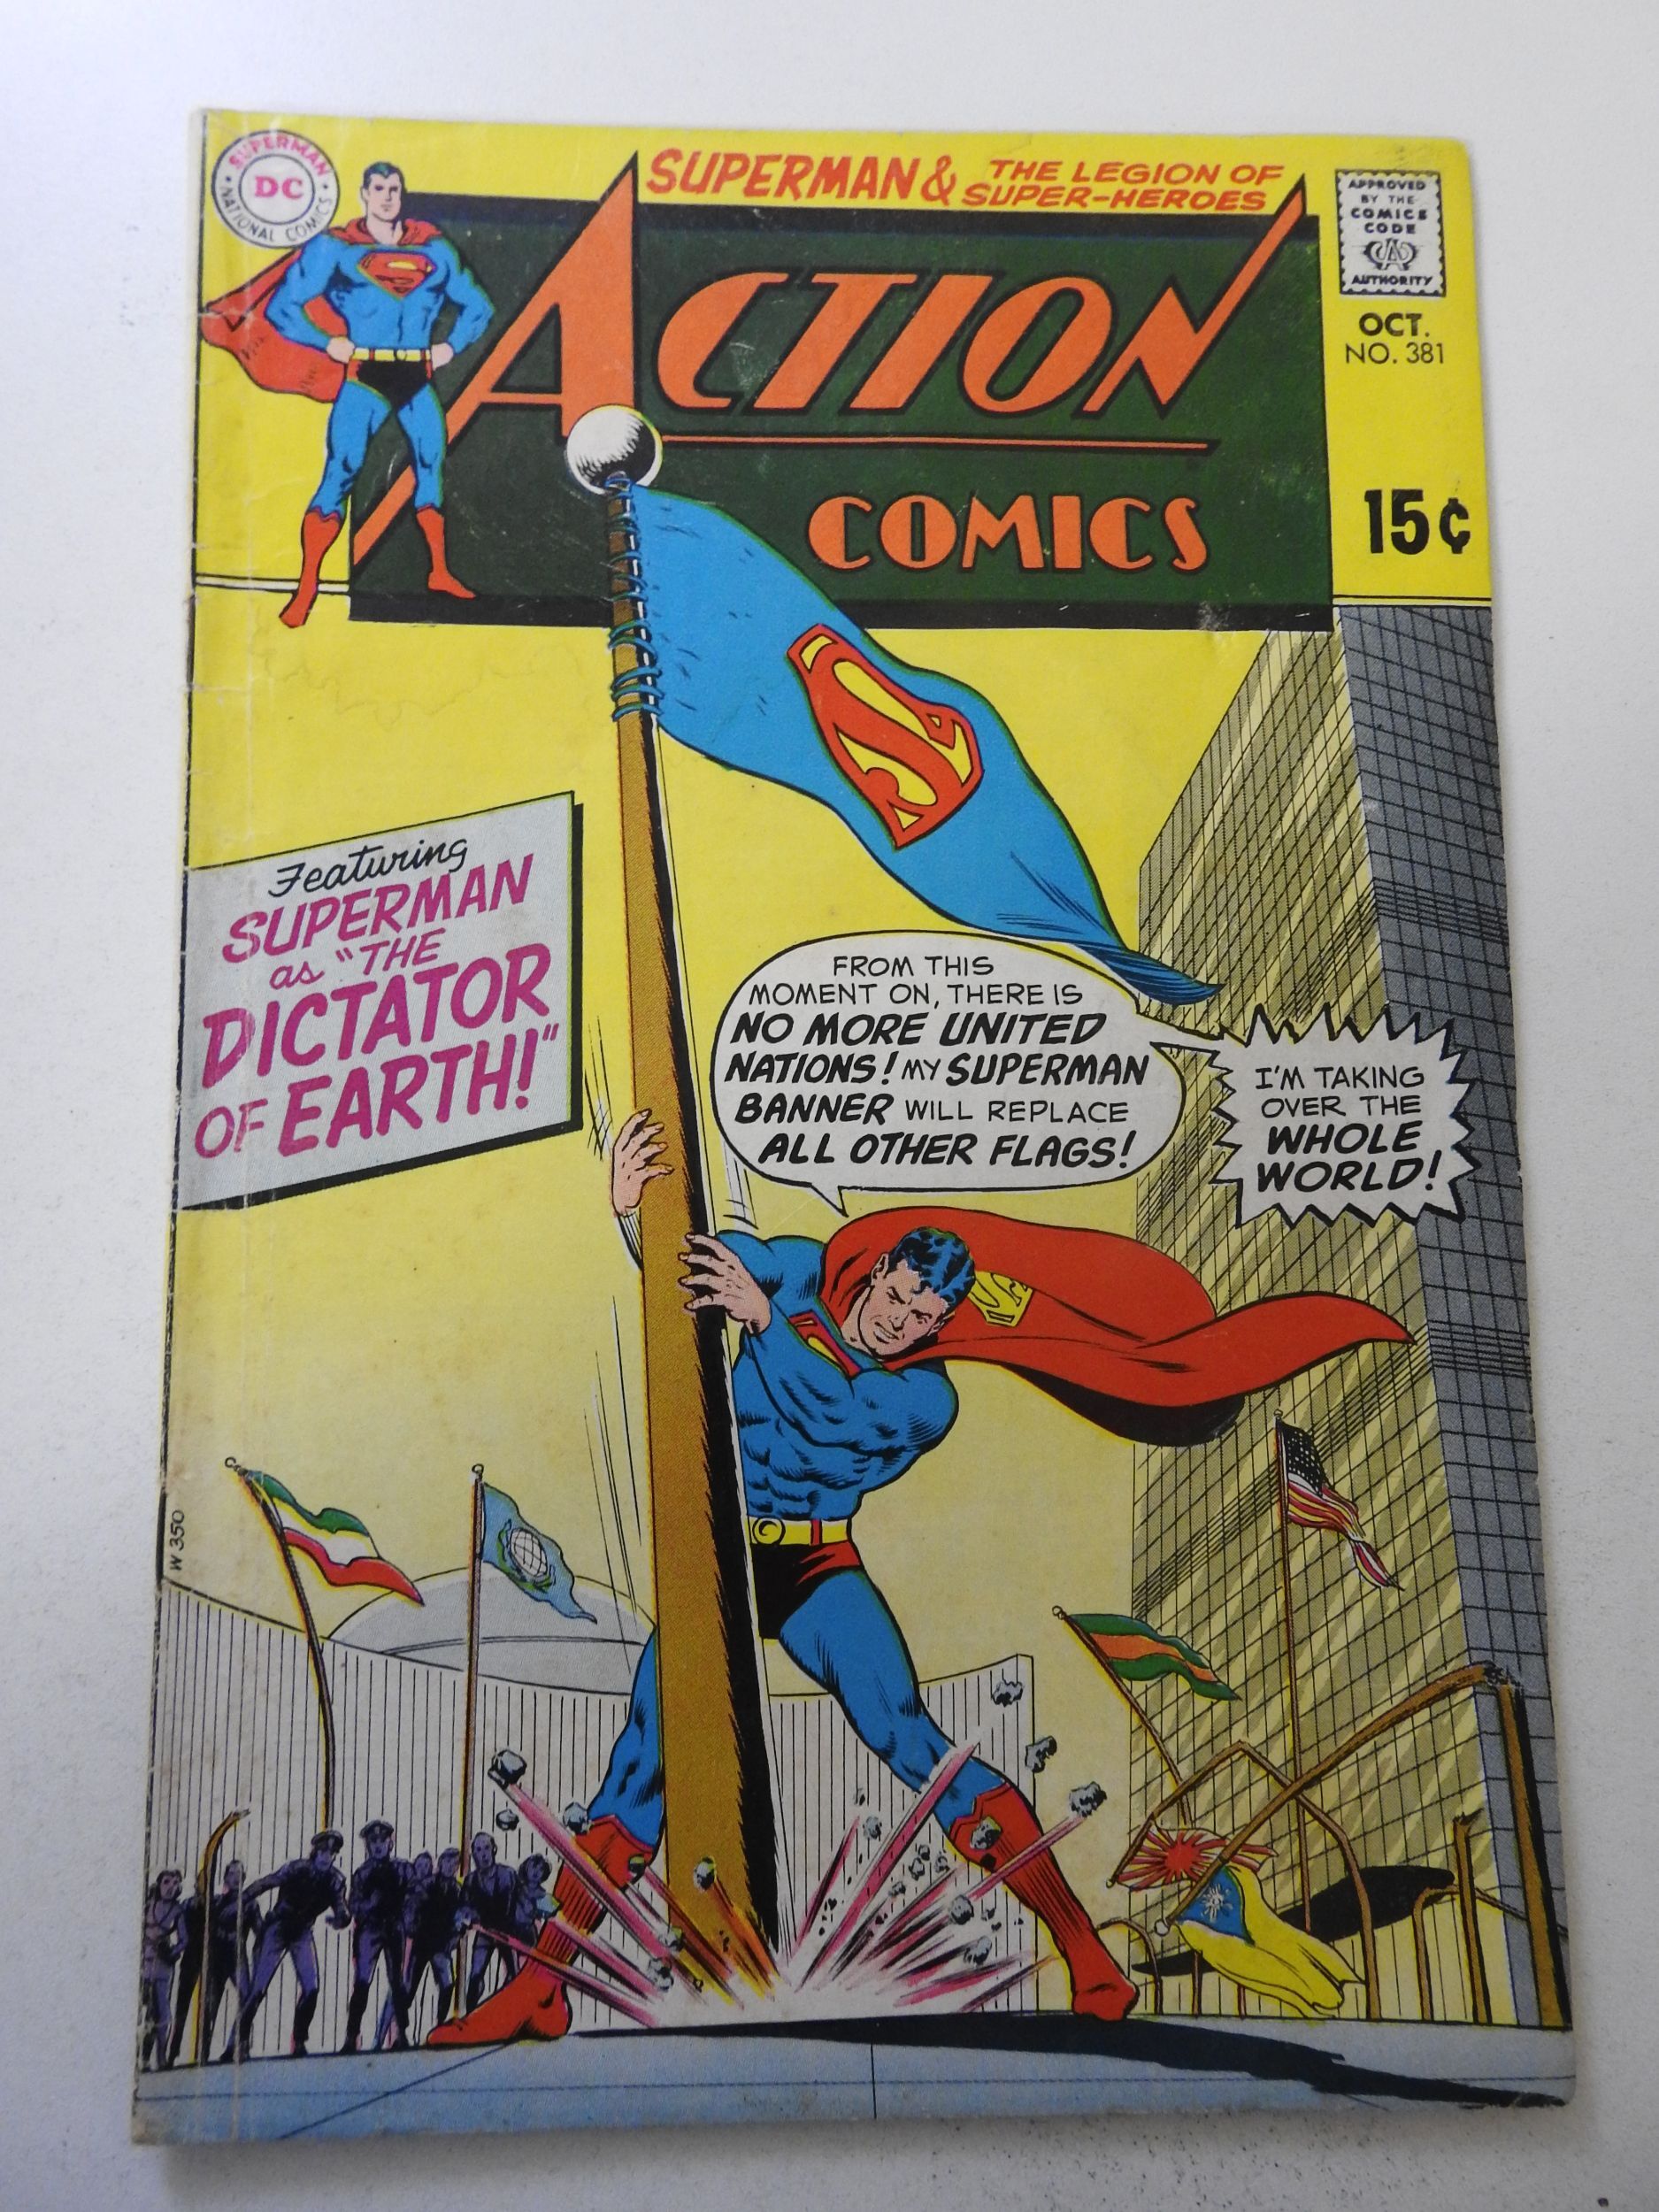 SUPERMAN
DC
NATIONAL COMICS
SUPERMAN & THE LEGION OF
SUPER-HEROES
APPROVED
BY THE
COMICS
CODE
CA
AUTHORITY
ACTION
COMICS
OCT.
NO. 381
15¢
Featuring
SUPERMAN
as "THE
DICTATOR
OF EARTH!"
FROM THIS
MOMENT ON, THERE IS
NO MORE UNITED
NATIONS! MY SUPERMAN
BANNER WILL REPLACE
ALL OTHER FLAGS!
I'M TAKING
OVER THE
WHOLE
WORLD!
W 350